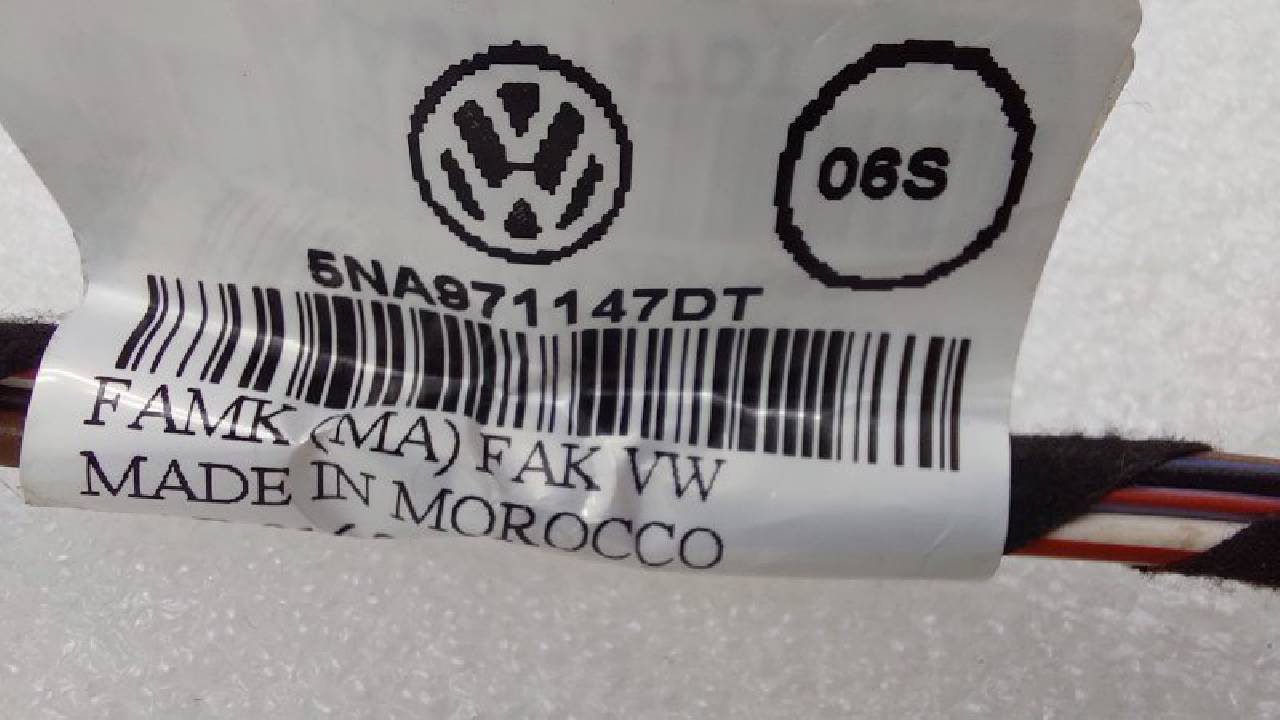 06S
5NA971147DT
FAMK (MA) FAK VW
MADE IN MOROCCO